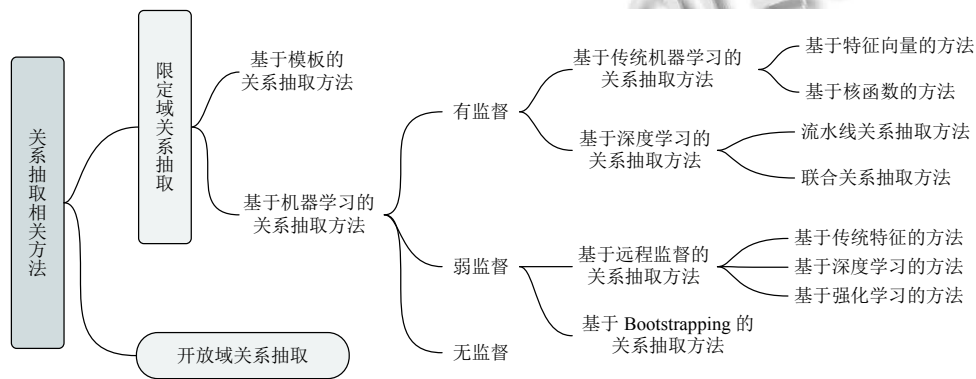 关系抽取相关方法
限定域关系抽取
基于模板的
关系抽取方法
基于机器学习的
关系抽取方法
有监督
基于传统机器学习的
关系抽取方法
基于特征向量的方法
基于核函数的方法
基于深度学习的
关系抽取方法
流水线关系抽取方法
联合关系抽取方法
弱监督
基于远程监督的
关系抽取方法
基于传统特征的方法
基于深度学习的方法
基于强化学习的方法
基于 Bootstrapping 的
关系抽取方法
无监督
开放域关系抽取